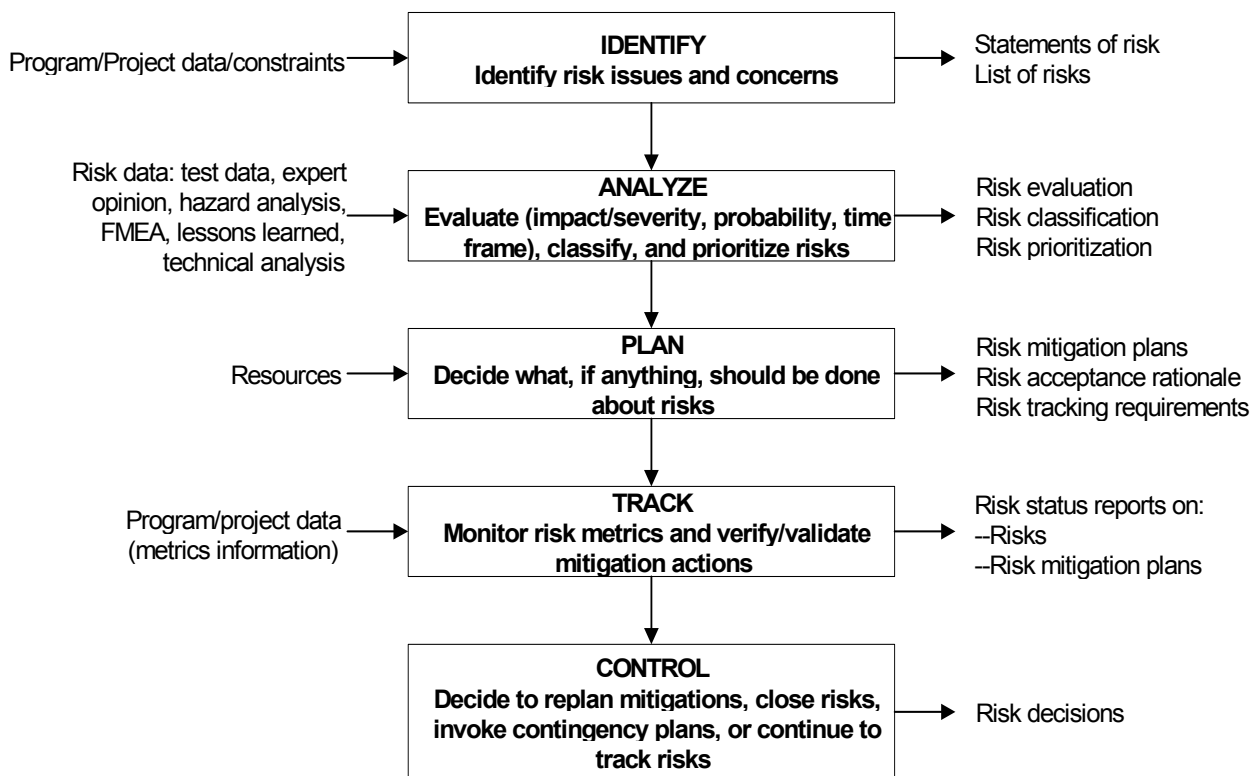 Program/Project data/constraints
IDENTIFY
Identify risk issues and concerns
Statements of risk
List of risks
Risk data: test data, expert
opinion, hazard analysis,
FMEA, lessons learned,
technical analysis
ANALYZE
Evaluate (impact/severity, probability, time
frame), classify, and prioritize risks
Risk evaluation
Risk classification
Risk prioritization
Resources
PLAN
Decide what, if anything, should be done
about risks
Risk mitigation plans
Risk acceptance rationale
Risk tracking requirements
Program/project data
(metrics information)
TRACK
Monitor risk metrics and verify/validate
mitigation actions
Risk status reports on:
--Risks
--Risk mitigation plans
CONTROL
Decide to replan mitigations, close risks,
invoke contingency plans, or continue to
track risks
Risk decisions